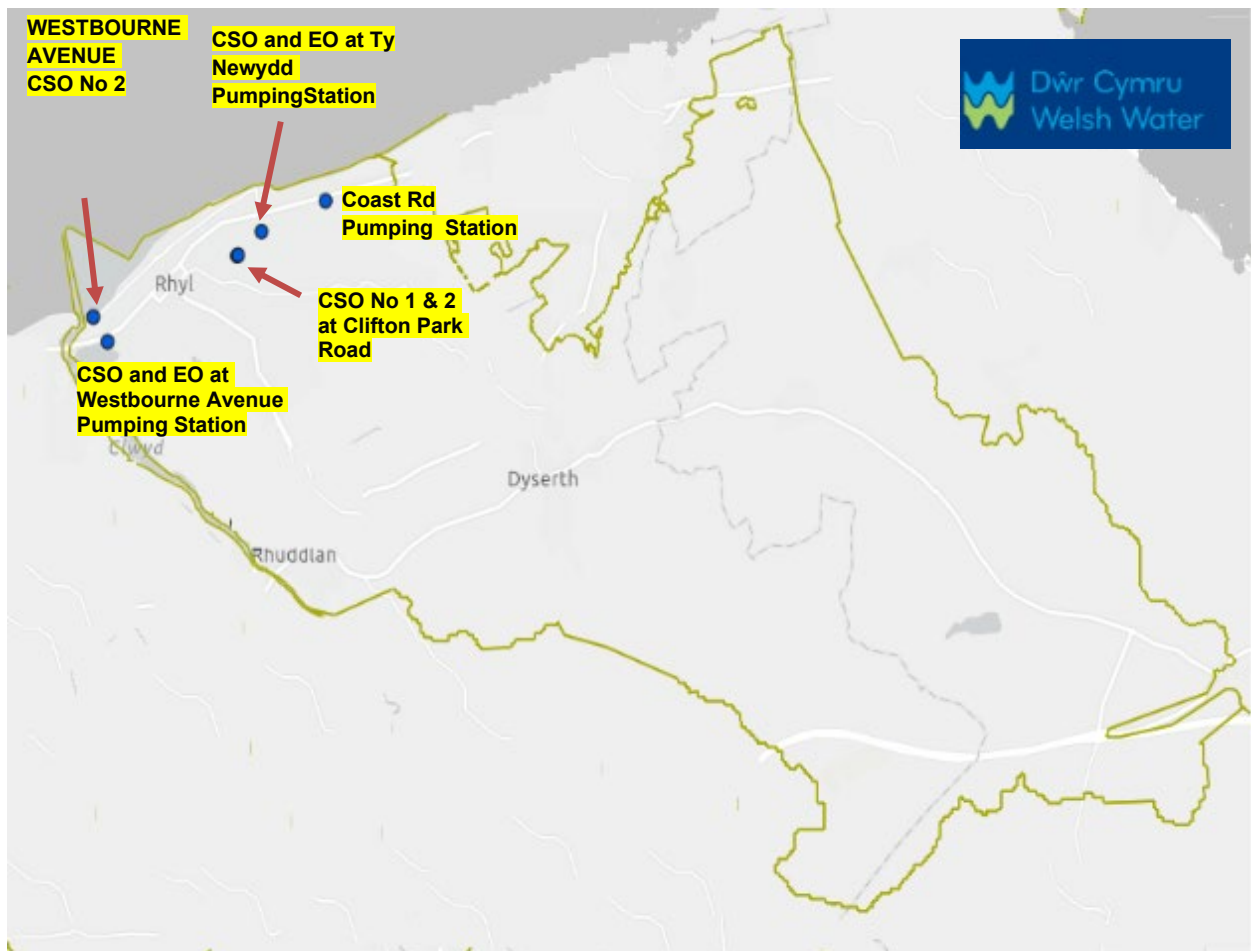 WESTBOURNE
AVENUE
CSO No 2
CSO and EO at Ty
Newydd
PumpingStation
Dŵr Cymru
Welsh Water
Coast Rd
Pumping Station
Rhyl
CSO No 1 & 2
at Clifton Park
Road
CSO and EO at
Westbourne Avenue
Pumping Station
Clwyd
Dyserth
Rhuddlan